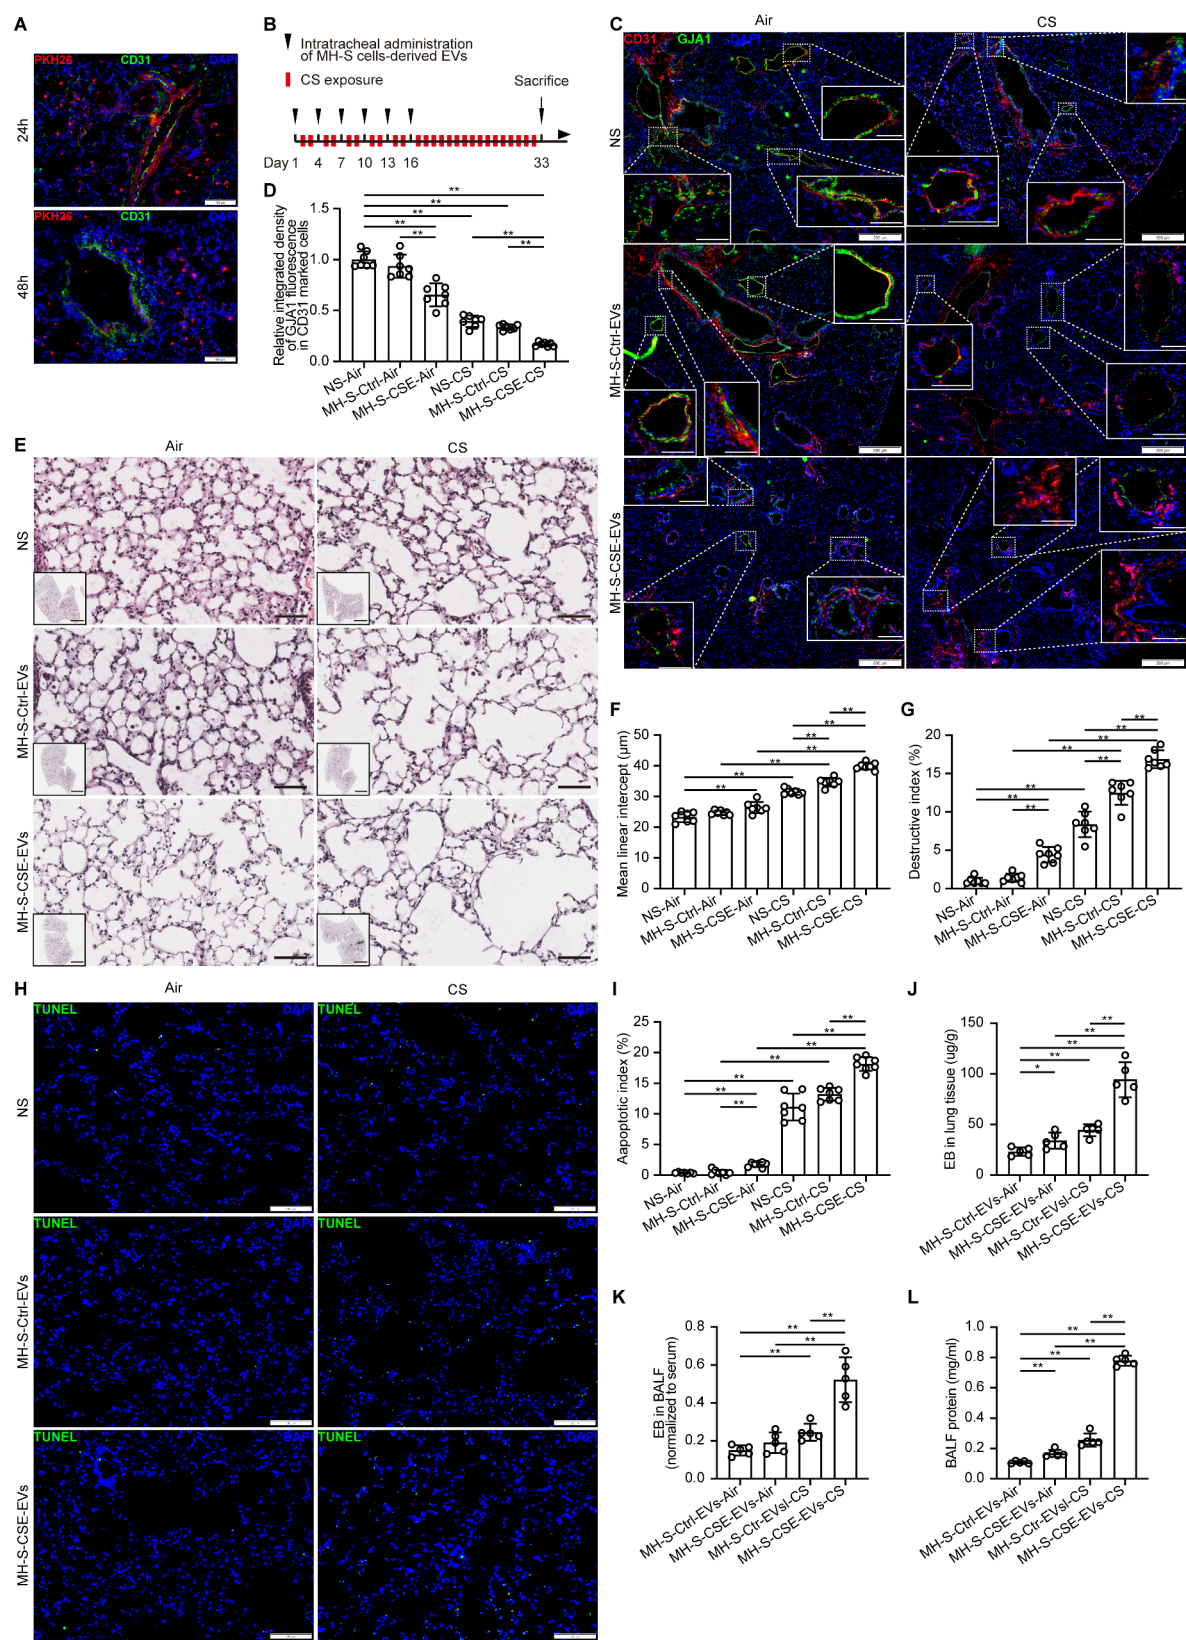 A
PKH26 CD31 DAPI
24h
PKH26 CD31 DAPI
48h
B
Intratracheal administration
of MH-S cells-derived EVs
CS exposure
Sacrifice
Day 1 4 7 10 13 16 33
C
Air CS
CD31 GJA1 DAPI
NS
MH-S-Ctrl-EVs
MH-S-CSE-EVs
D
Relative integrated density
of GJA1 fluorescence
in CD31 marked cells
1.5
1.0
0.5
0.0
** ** ** ** ** ** **
NS-Air
MH-S-Ctrl-Air
MH-S-CSE-Air
NS-CS
MH-S-Ctrl-CS
MH-S-CSE-CS
E
Air CS
NS
MH-S-Ctrl-EVs
MH-S-CSE-EVs
F
Mean linear intercept (μm)
50
40
30
20
10
0
** ** ** ** ** ** **
NS-Air
MH-S-Ctrl-Air
MH-S-CSE-Air
NS-CS
MH-S-Ctrl-CS
MH-S-CSE-CS
G
Destructive index (%)
20
15
10
5
0
** ** ** ** ** ** ** **
NS-Air
MH-S-Ctrl-Air
MH-S-CSE-Air
NS-CS
MH-S-Ctrl-CS
MH-S-CSE-CS
H
Air CS
TUNEL DAPI TUNEL DAPI
NS
TUNEL DAPI TUNEL DAPI
MH-S-Ctrl-EVs
TUNEL DAPI TUNEL DAPI
MH-S-CSE-EVs
I
Aapoptotic index (%)
25
20
15
10
5
0
** ** ** ** ** ** **
NS-Air
MH-S-Ctrl-Air
MH-S-CSE-Air
NS-CS
MH-S-Ctrl-CS
MH-S-CSE-CS
J
EB in lung tissue (ug/g)
150
100
50
0
** ** ** ** *
MH-S-Ctrl-EVs-Air
MH-S-CSE-EVs-Air
MH-S-Ctr-EVsl-CS
MH-S-CSE-EVs-CS
K
EB in BALF
(normalized to serum)
0.8
0.6
0.4
0.2
0.0
** ** ** **
MH-S-Ctrl-EVs-Air
MH-S-CSE-EVs-Air
MH-S-Ctr-EVsl-CS
MH-S-CSE-EVs-CS
L
BALF protein (mg/ml)
1.0
0.8
0.6
0.4
0.2
0.0
** ** ** ** **
MH-S-Ctrl-EVs-Air
MH-S-CSE-EVs-Air
MH-S-Ctr-EVsl-CS
MH-S-CSE-EVs-CS